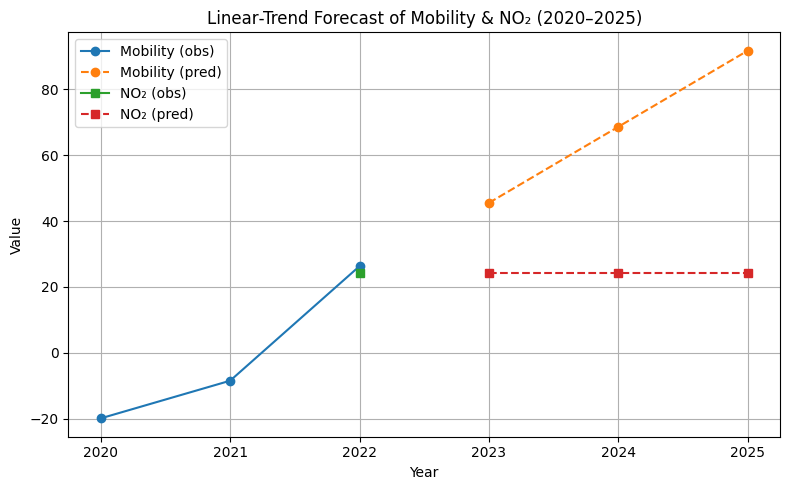 Linear-Trend Forecast of Mobility & NO₂ (2020–2025)
Mobility (obs)
Mobility (pred)
NO₂ (obs)
NO₂ (pred)
Value
80
60
40
20
0
−20
2020 2021 2022 2023 2024 2025
Year